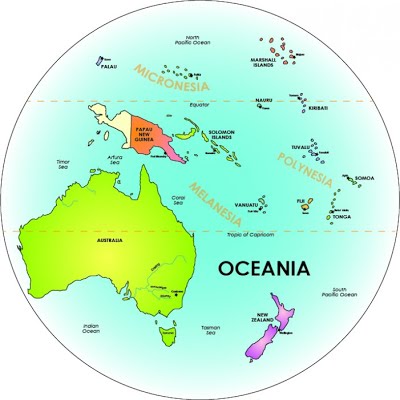 North
Pacific Ocean
MARSHALL
ISLANDS
PALAU
MICRONESIA
NAURU
KIRIBATI
Equator
PAPAU
NEW
GUINEA
SOLOMON
ISLANDS
TUVALU
POLYNESIA
Timor
Sea
Arfura
Sea
SOMOA
Coral
Sea
MELANESIA
VANUATU
FIJI
TONGA
Tropic of Capricorn
AUSTRALIA
OCEANIA
South
Pacific Ocean
NEW
ZEALAND
Wellington
Indian
Ocean
Tasman
Sea